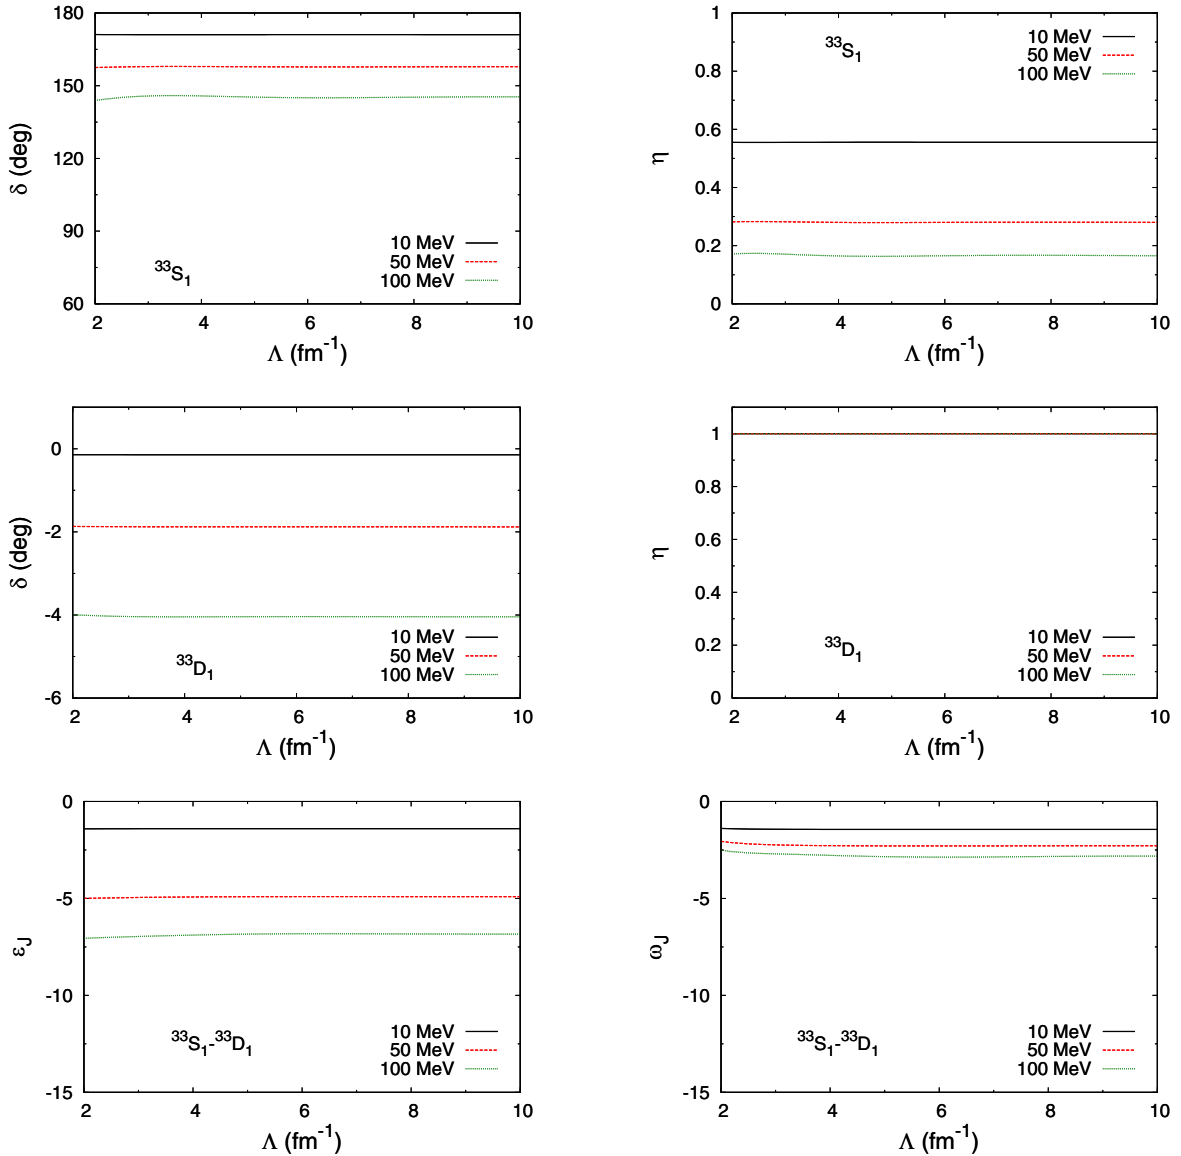 180
150
120
90
60
δ (deg)
10 MeV
50 MeV
100 MeV
³³S₁
2 4 6 8 10
Λ (fm⁻¹)
1
0.8
0.6
0.4
0.2
0
η
³³S₁
10 MeV
50 MeV
100 MeV
2 4 6 8 10
Λ (fm⁻¹)
0
-2
-4
-6
δ (deg)
³³D₁
10 MeV
50 MeV
100 MeV
2 4 6 8 10
Λ (fm⁻¹)
1
0.8
0.6
0.4
0.2
0
η
³³D₁
10 MeV
50 MeV
100 MeV
2 4 6 8 10
Λ (fm⁻¹)
0
-5
-10
-15
ε_J
³³S₁-³³D₁
10 MeV
50 MeV
100 MeV
2 4 6 8 10
Λ (fm⁻¹)
0
-5
-10
-15
ω_J
³³S₁-³³D₁
10 MeV
50 MeV
100 MeV
2 4 6 8 10
Λ (fm⁻¹)